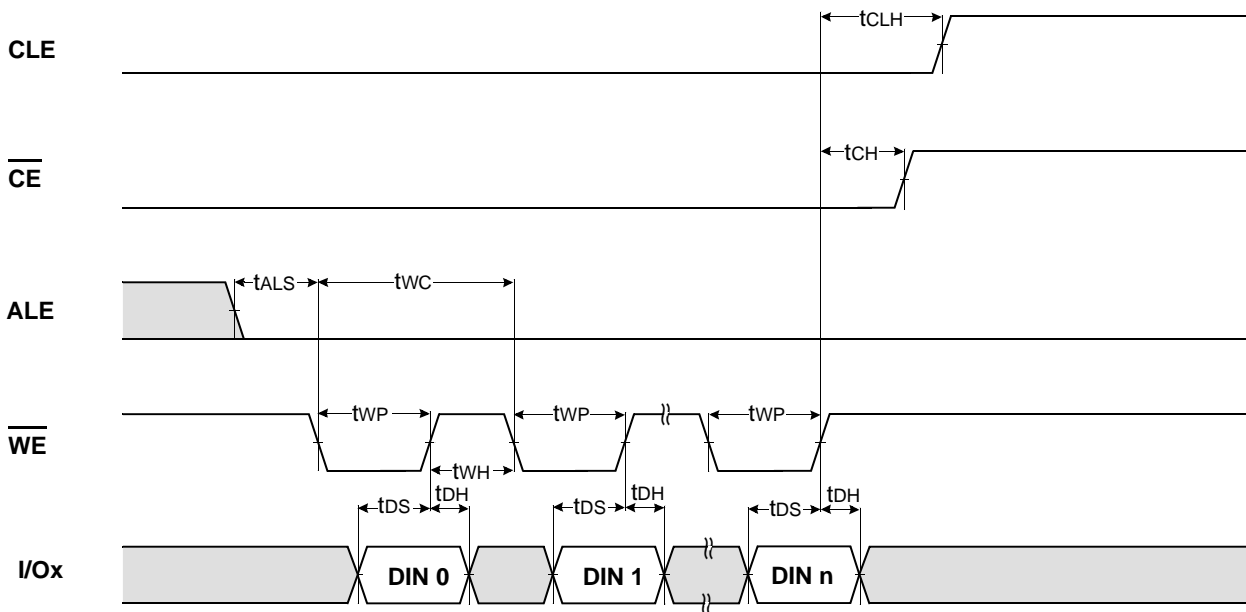 tCLH
CLE
CE
tCH
tALS
tWC
ALE
tWP
tWP
tWP
WE
tWH
tDS
tDH
tDS
tDH
tDS
tDH
I/Ox
DIN 0
DIN 1
DIN n